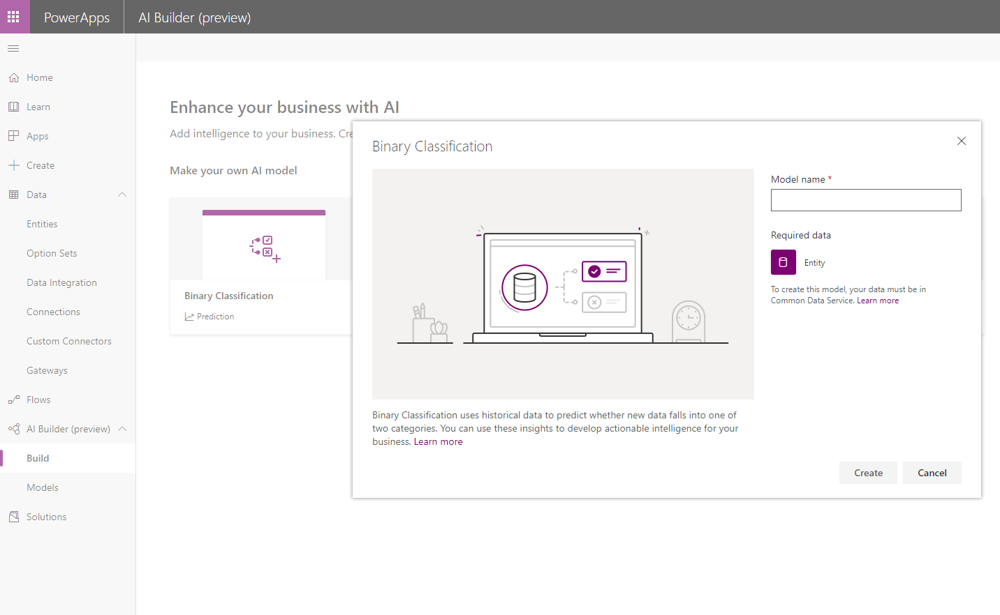 PowerApps
AI Builder (preview)
Home
Learn
Apps
Create
Data
Entities
Option Sets
Data Integration
Connections
Custom Connectors
Gateways
Flows
AI Builder (preview)
Build
Models
Solutions
Enhance your business with AI
Add intelligence to your business. Cre
Make your own AI model
Binary Classification
Prediction
Binary Classification
Model name *
Required data
Entity
To create this model, your data must be in
Common Data Service. Learn more
Binary Classification uses historical data to predict whether new data falls into one of
two categories. You can use these insights to develop actionable intelligence for your
business. Learn more
Create
Cancel